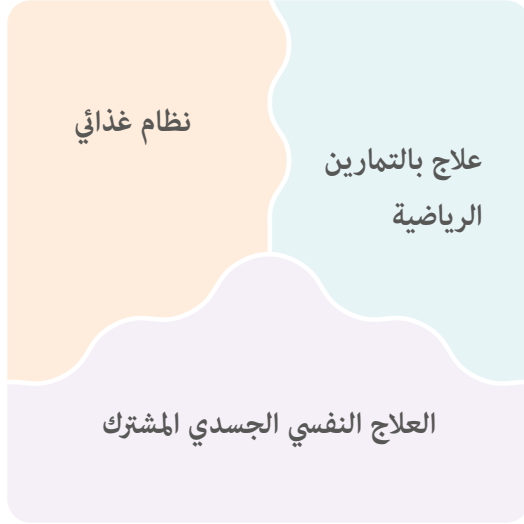 نظام غذائي
علاج بالتمارين
الرياضية
العلاج النفسي الجسدي المشترك